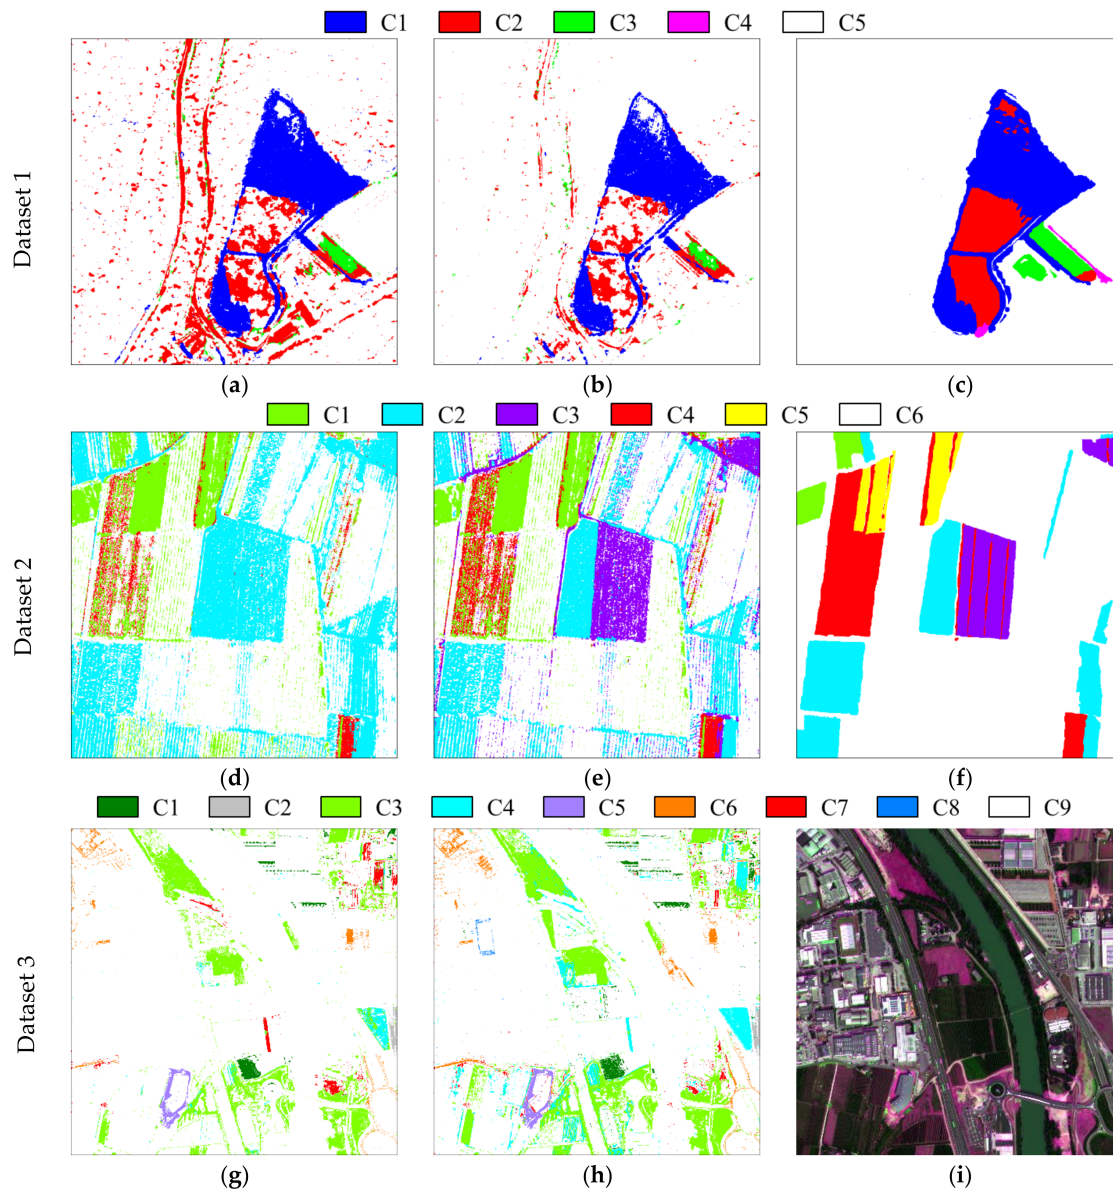 C1 C2 C3 C4 C5
Dataset 1
(a) (b) (c)
C1 C2 C3 C4 C5 C6
Dataset 2
(d) (e) (f)
C1 C2 C3 C4 C5 C6 C7 C8 C9
Dataset 3
(g) (h) (i)